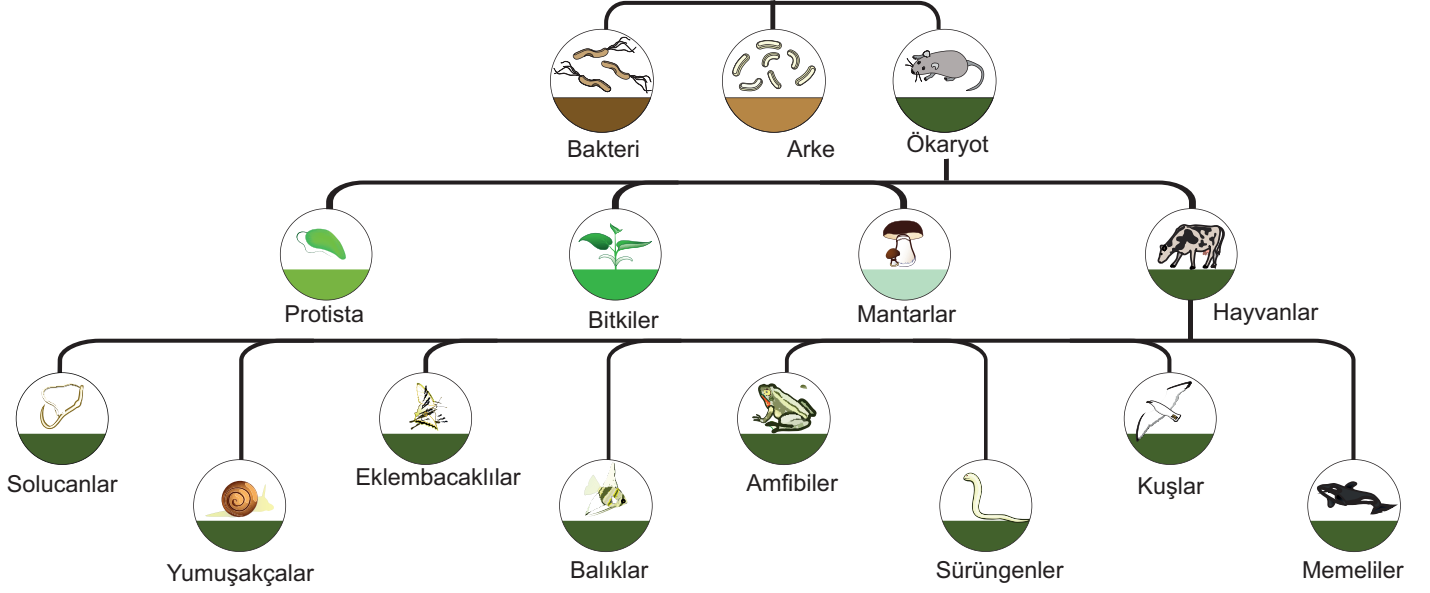 Bakteri
Arke
Ökaryot
Protista
Bitkiler
Mantarlar
Hayvanlar
Solucanlar
Yumuşakçalar
Eklembacaklılar
Balıklar
Amfibiler
Sürüngenler
Kuşlar
Memeliler